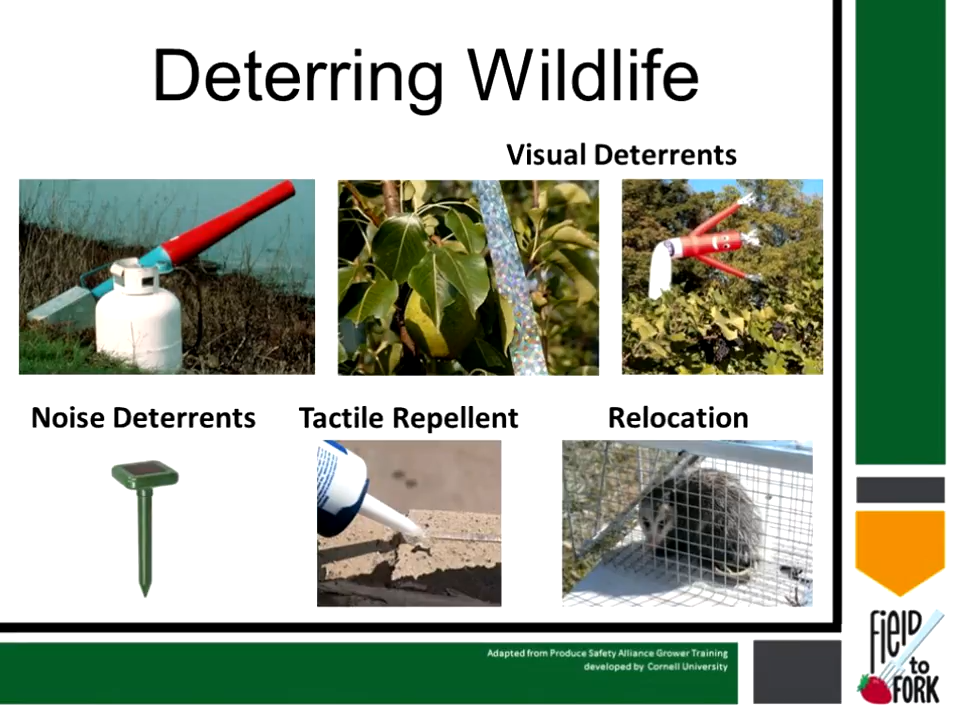 Deterring Wildlife
Visual Deterrents
Noise Deterrents
Tactile Repellent
Relocation
Adapted from Produce Safety Alliance Grower Training
developed by Cornell University
FiELD
to
FORK